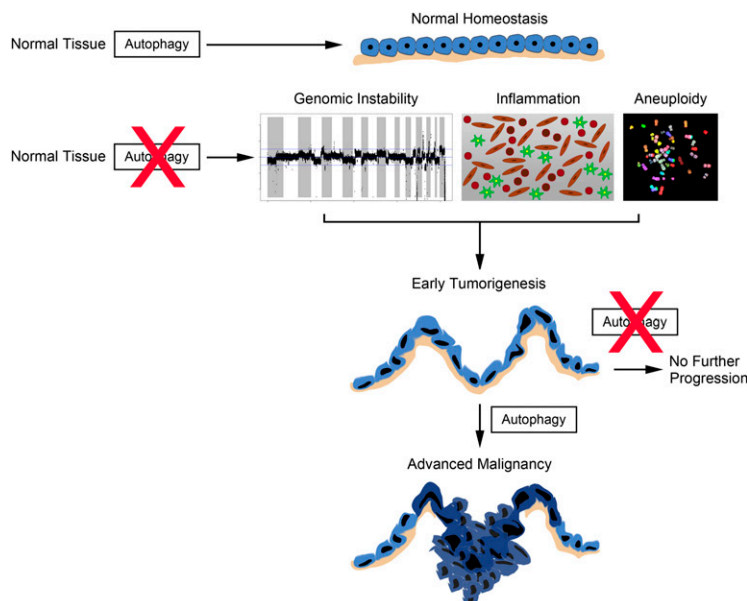 Normal Homeostasis
Normal Tissue
Autophagy
Genomic Instability
Inflammation
Aneuploidy
Normal Tissue
Autophagy
Early Tumorigenesis
Autophagy
No Further
Progression
Autophagy
Advanced Malignancy